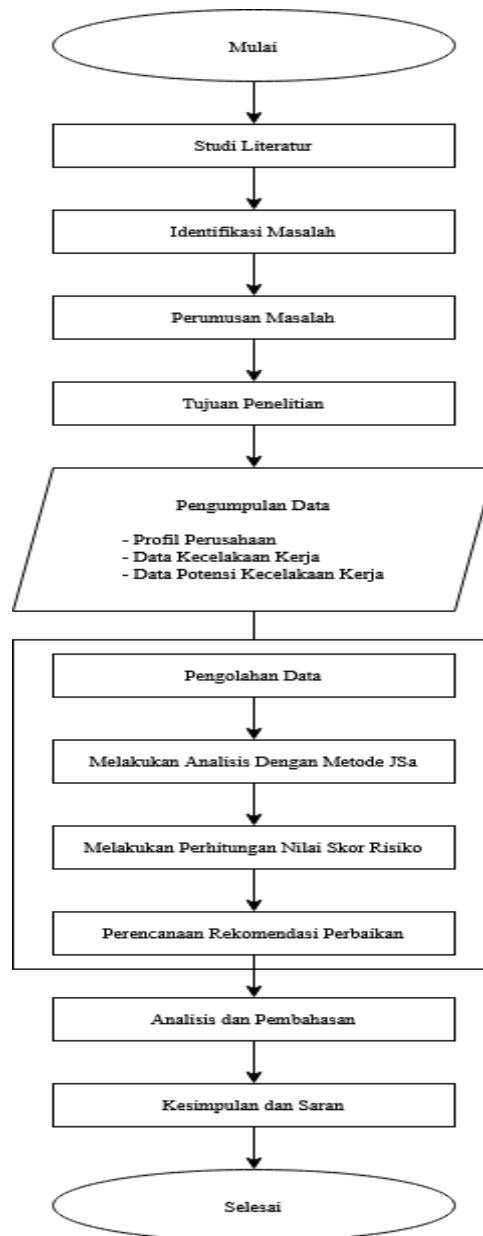 Mulai
Studi Literatur
Identifikasi Masalah
Perumusan Masalah
Tujuan Penelitian
Pengumpulan Data
- Profil Perusahaan
- Data Kecelakaan Kerja
- Data Potensi Kecelakaan Kerja
Pengolahan Data
Melakukan Analisis Dengan Metode JSa
Melakukan Perhitungan Nilai Skor Risiko
Perencanaan Rekomendasi Perbaikan
Analisis dan Pembahasan
Kesimpulan dan Saran
Selesai